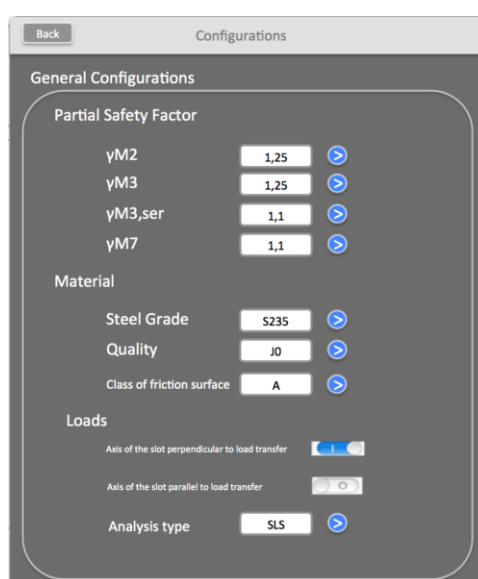 Back
Configurations
General Configurations
Partial Safety Factor
γM2 1,25 >
γM3 1,25 >
γM3,ser 1,1 >
γM7 1,1 >
Material
Steel Grade S235 >
Quality J0 >
Class of friction surface A >
Loads
Axis of the slot perpendicular to load transfer I
Axis of the slot parallel to load transfer O
Analysis type SLS >